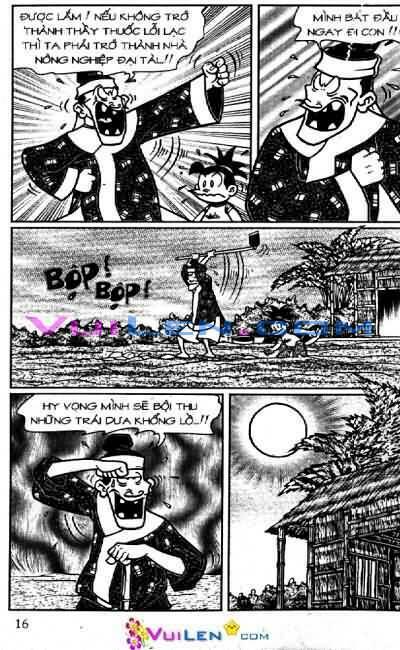 ĐƯỢC LẮM ! NẾU KHÔNG TRỞ
THÀNH THẦY THUỐC LỖI LẠC
THÌ TA PHẢI TRỞ THÀNH NHÀ
NÔNG NGHIỆP ĐẠI TÀI...!!
MÌNH BẮT ĐẦU
NGAY ĐI CON !!!
BỘP!
BỘP!
VUILEN.COM
HY VỌNG MÌNH SẼ BỘI THU
NHỮNG TRÁI DƯA KHỔNG LỒ...!!
16
VUILEN COM